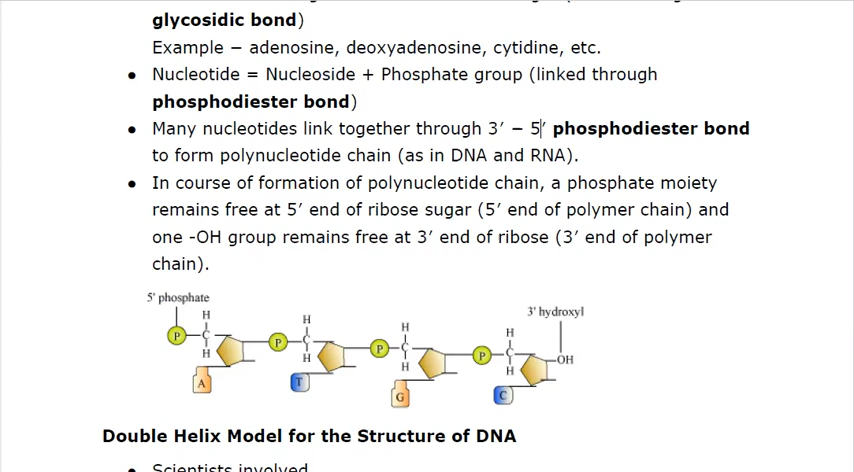 glycosidic bond)
Example − adenosine, deoxyadenosine, cytidine, etc.
● Nucleotide = Nucleoside + Phosphate group (linked through
phosphodiester bond)
● Many nucleotides link together through 3′ − 5′ phosphodiester bond
to form polynucleotide chain (as in DNA and RNA).
● In course of formation of polynucleotide chain, a phosphate moiety
remains free at 5′ end of ribose sugar (5′ end of polymer chain) and
one -OH group remains free at 3′ end of ribose (3′ end of polymer
chain).
5' phosphate
3' hydroxyl
H H H H
P C P C P C P C OH
H H H H
A T G C
Double Helix Model for the Structure of DNA
● Scientists involved